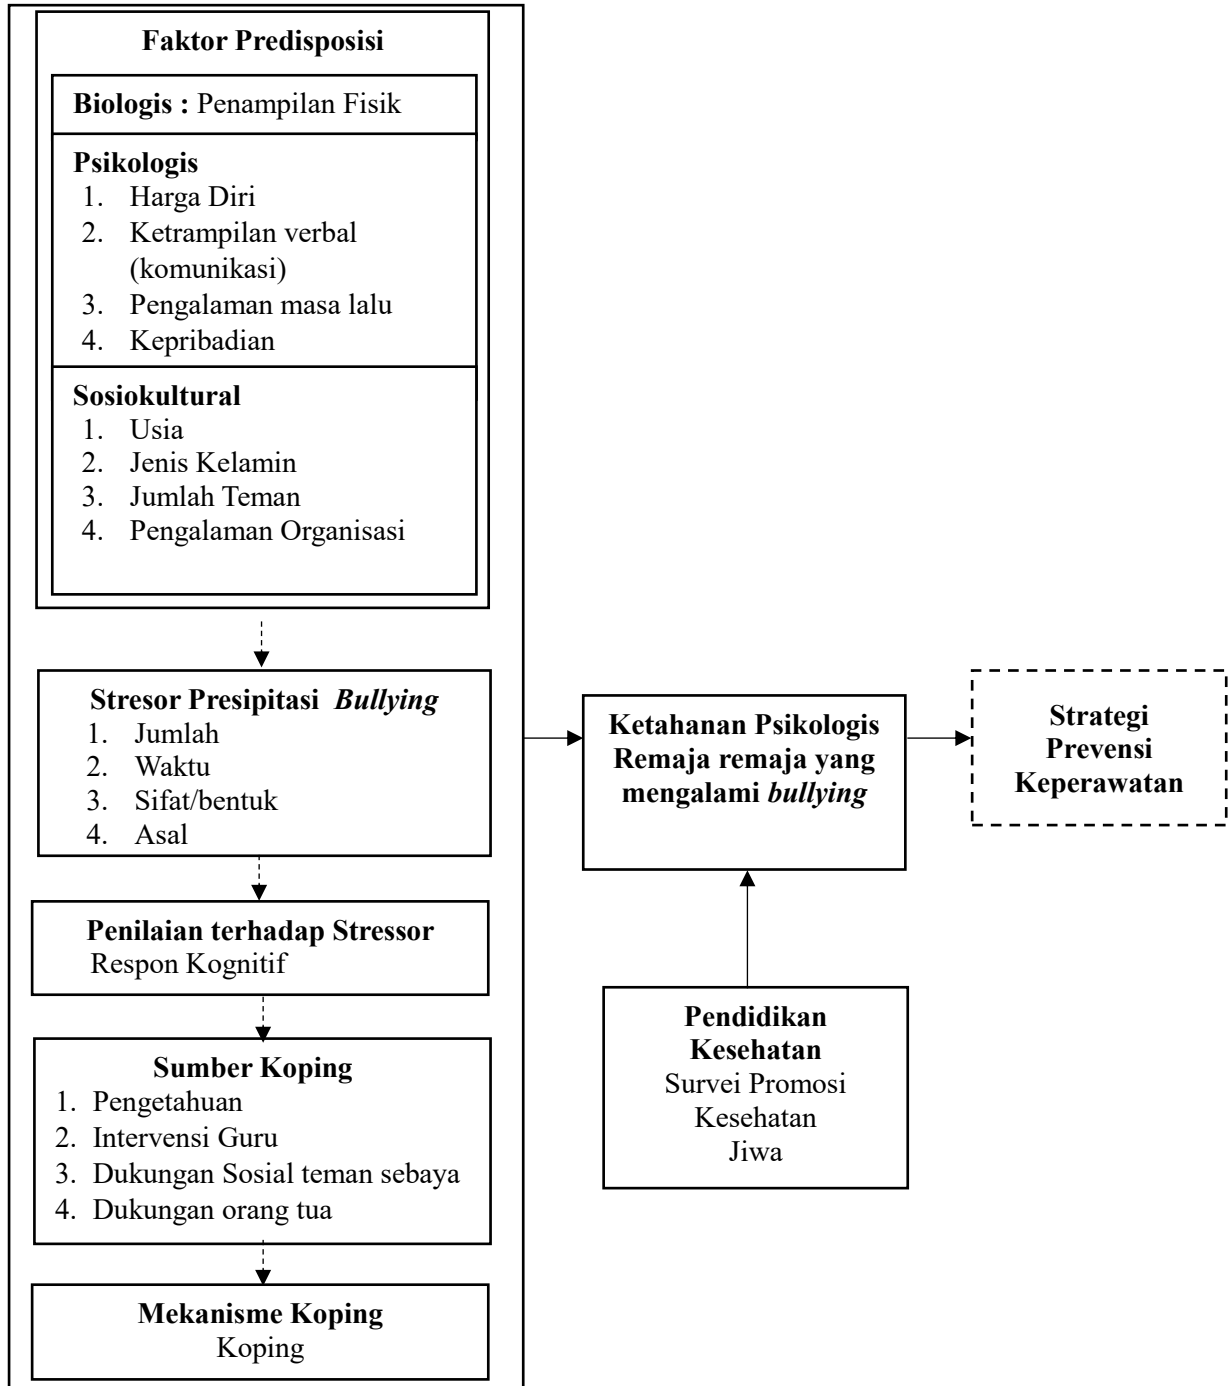 Faktor Predisposisi
Biologis : Penampilan Fisik
Psikologis
1. Harga Diri
2. Ketrampilan verbal
(komunikasi)
3. Pengalaman masa lalu
4. Kepribadian
Sosiokultural
1. Usia
2. Jenis Kelamin
3. Jumlah Teman
4. Pengalaman Organisasi
Stresor Presipitasi Bullying
1. Jumlah
2. Waktu
3. Sifat/bentuk
4. Asal
Penilaian terhadap Stressor
Respon Kognitif
Sumber Koping
1. Pengetahuan
2. Intervensi Guru
3. Dukungan Sosial teman sebaya
4. Dukungan orang tua
Mekanisme Koping
Koping
Ketahanan Psikologis
Remaja remaja yang
mengalami bullying
Pendidikan
Kesehatan
Survei Promosi
Kesehatan
Jiwa
Strategi
Prevensi
Keperawatan